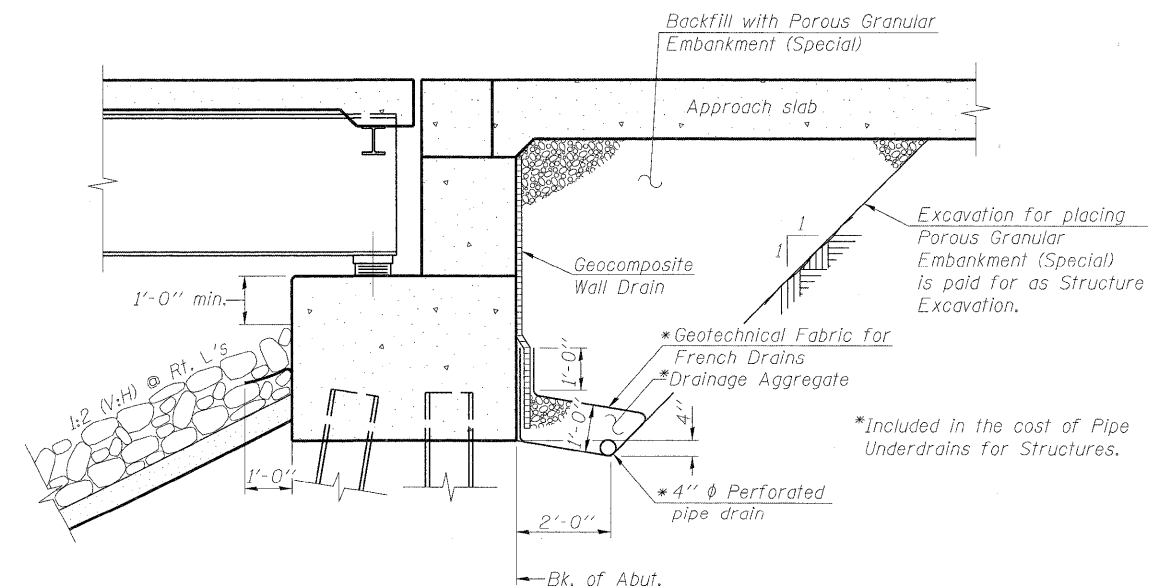 Backfill with Porous Granular
Embankment (Special)
Approach slab
1
1
Excavation for placing
Porous Granular
Embankment (Special)
is paid for as Structure
Excavation.
Geocomposite
Wall Drain
1'-0" min.
*Geotechnical Fabric for
French Drains
*Drainage Aggregate
1'-0"
1'-0"
4"
1:2 (V:H) @ Rt. L's
*Included in the cost of Pipe
Underdrains for Structures.
1'-0"
*4" ϕ Perforated
pipe drain
2'-0"
Bk. of Abut.